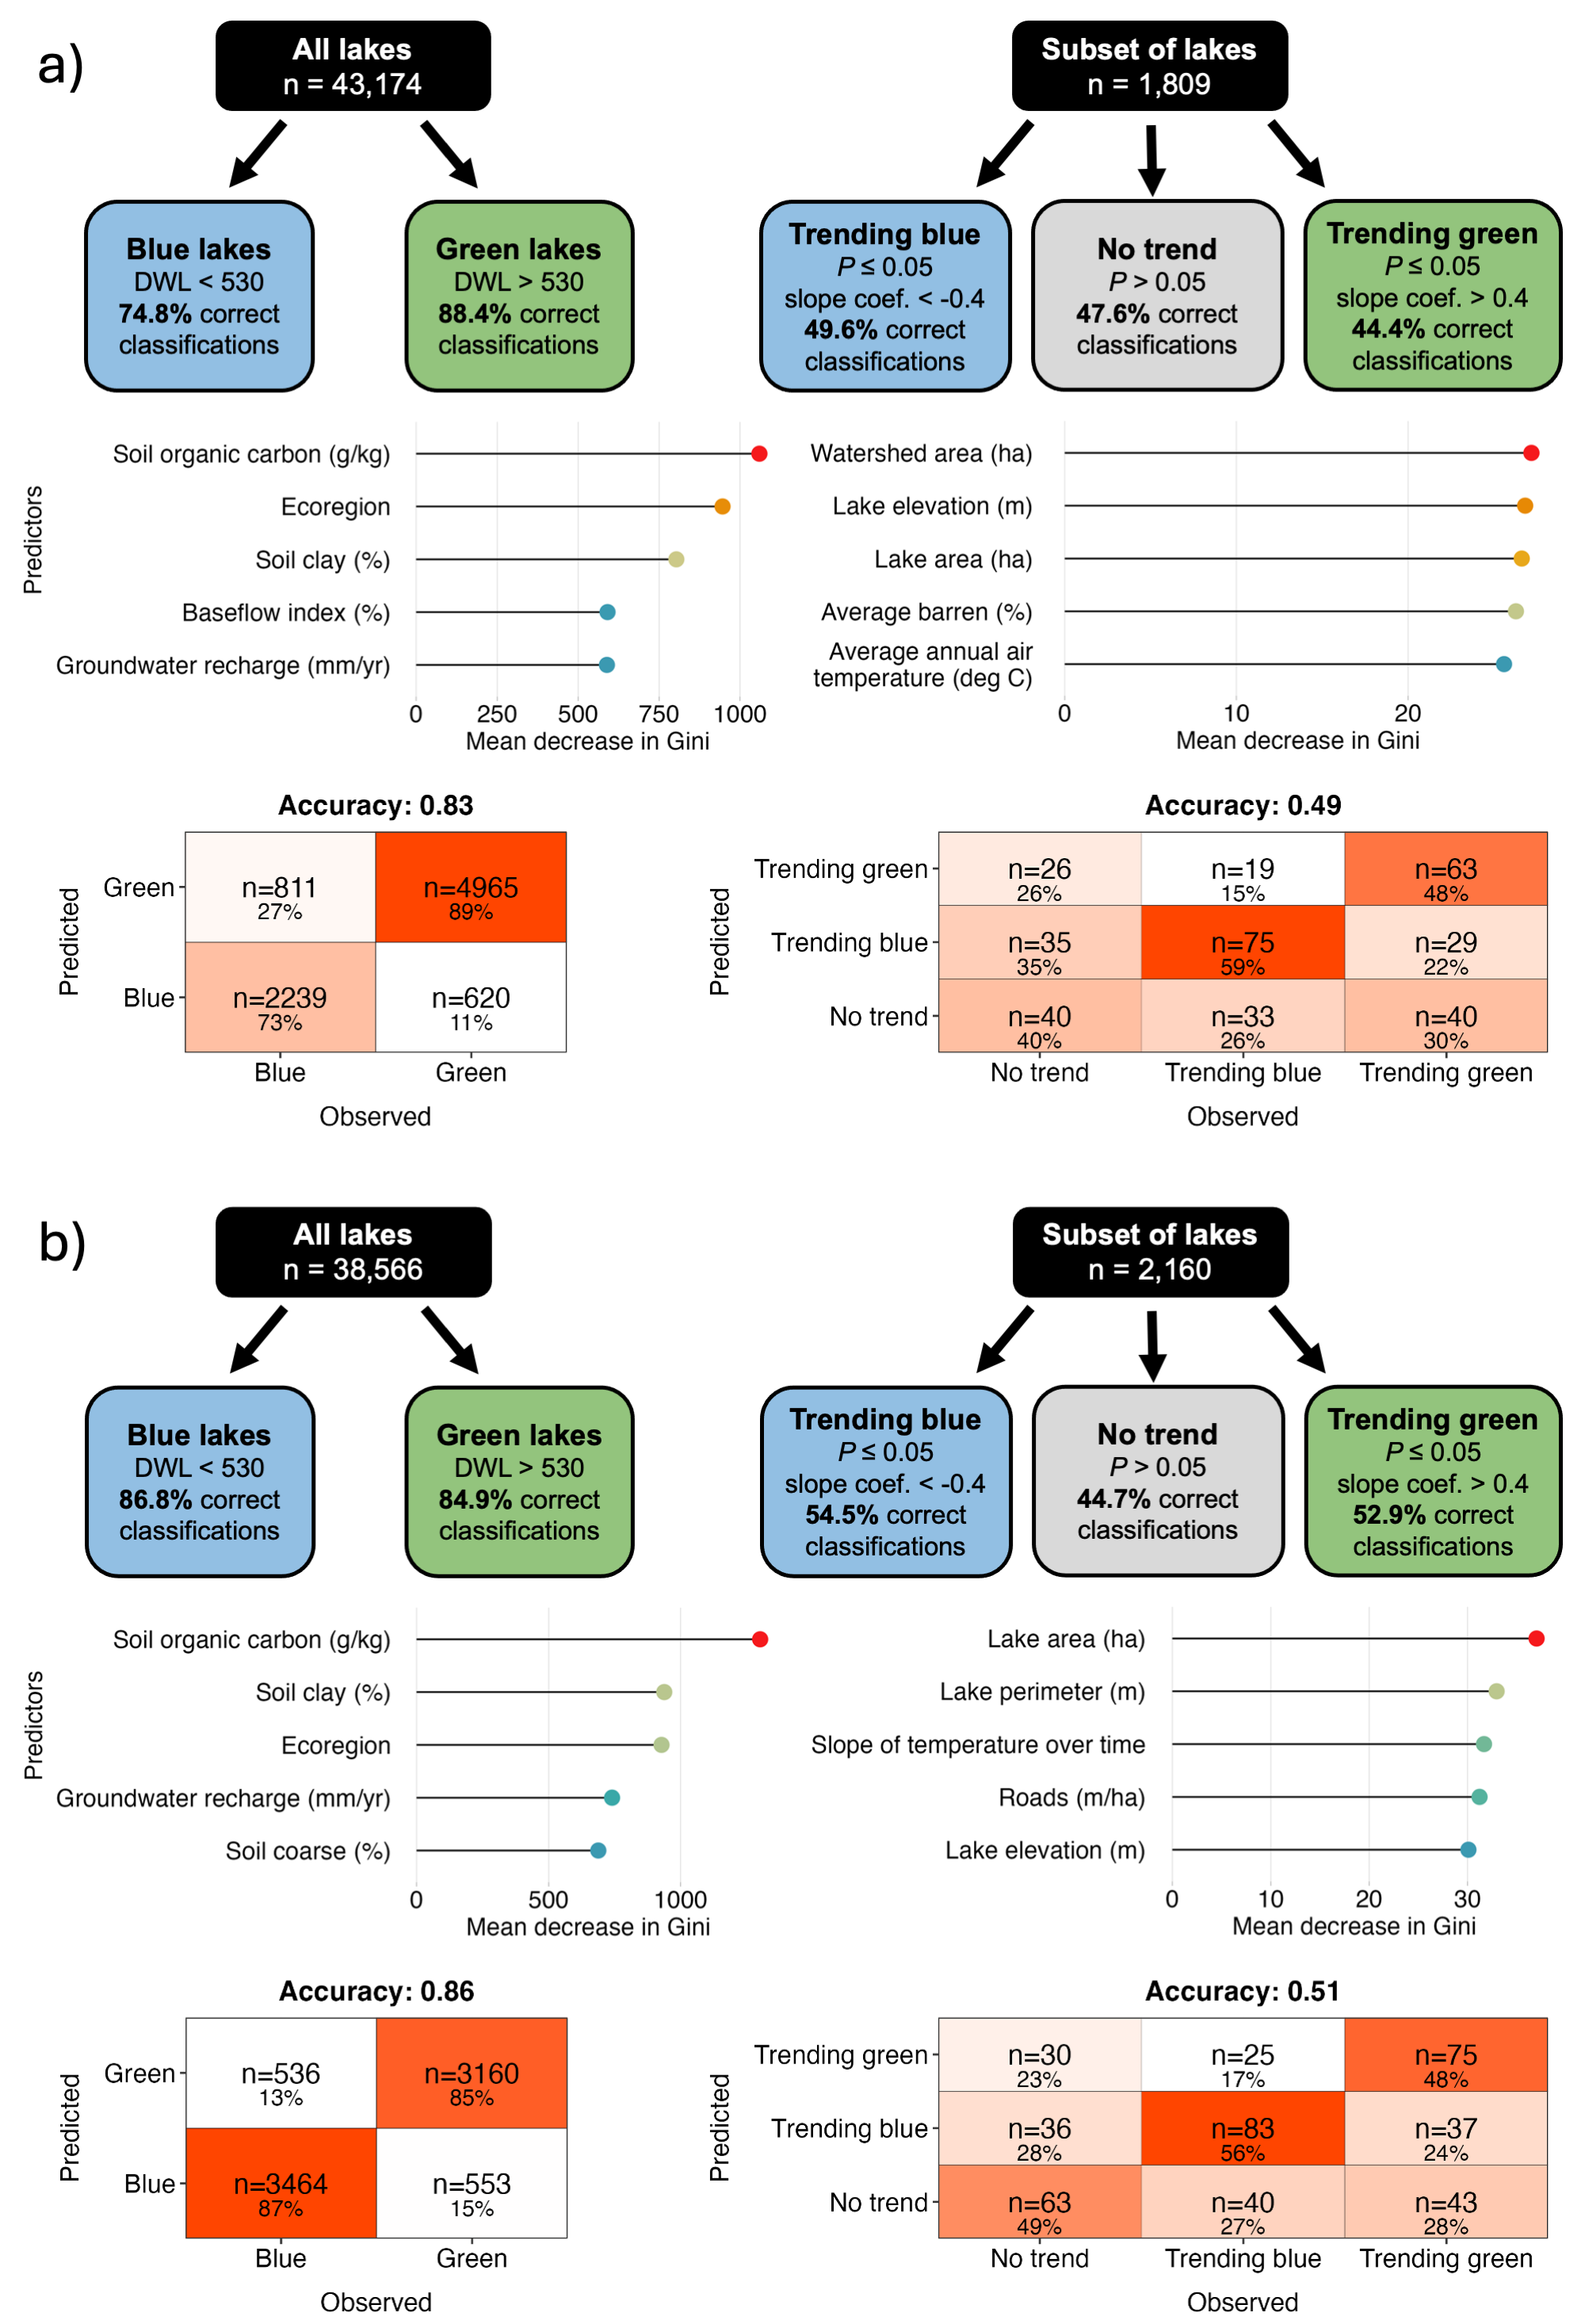 a)
All lakes
n = 43,174
Subset of lakes
n = 1,809
Blue lakes
DWL < 530
74.8% correct
classifications
Green lakes
DWL > 530
88.4% correct
classifications
Trending blue
P ≤ 0.05
slope coef. < -0.4
49.6% correct
classifications
No trend
P > 0.05
47.6% correct
classifications
Trending green
P ≤ 0.05
slope coef. > 0.4
44.4% correct
classifications
Predictors
Soil organic carbon (g/kg)
Ecoregion
Soil clay (%)
Baseflow index (%)
Groundwater recharge (mm/yr)
0 250 500 750 1000
Mean decrease in Gini
Watershed area (ha)
Lake elevation (m)
Lake area (ha)
Average barren (%)
Average annual air
temperature (deg C)
0 10 20
Mean decrease in Gini
Accuracy: 0.83
Predicted
Green
n=811
27%
n=4965
89%
Blue
n=2239
73%
n=620
11%
Blue Green
Observed
Accuracy: 0.49
Predicted
Trending green
n=26
26%
n=19
15%
n=63
48%
Trending blue
n=35
35%
n=75
59%
n=29
22%
No trend
n=40
40%
n=33
26%
n=40
30%
No trend Trending blue Trending green
Observed
b)
All lakes
n = 38,566
Subset of lakes
n = 2,160
Blue lakes
DWL < 530
86.8% correct
classifications
Green lakes
DWL > 530
84.9% correct
classifications
Trending blue
P ≤ 0.05
slope coef. < -0.4
54.5% correct
classifications
No trend
P > 0.05
44.7% correct
classifications
Trending green
P ≤ 0.05
slope coef. > 0.4
52.9% correct
classifications
Predictors
Soil organic carbon (g/kg)
Soil clay (%)
Ecoregion
Groundwater recharge (mm/yr)
Soil coarse (%)
0 500 1000
Mean decrease in Gini
Lake area (ha)
Lake perimeter (m)
Slope of temperature over time
Roads (m/ha)
Lake elevation (m)
0 10 20 30
Mean decrease in Gini
Accuracy: 0.86
Predicted
Green
n=536
13%
n=3160
85%
Blue
n=3464
87%
n=553
15%
Blue Green
Observed
Accuracy: 0.51
Predicted
Trending green
n=30
23%
n=25
17%
n=75
48%
Trending blue
n=36
28%
n=83
56%
n=37
24%
No trend
n=63
49%
n=40
27%
n=43
28%
No trend Trending blue Trending green
Observed